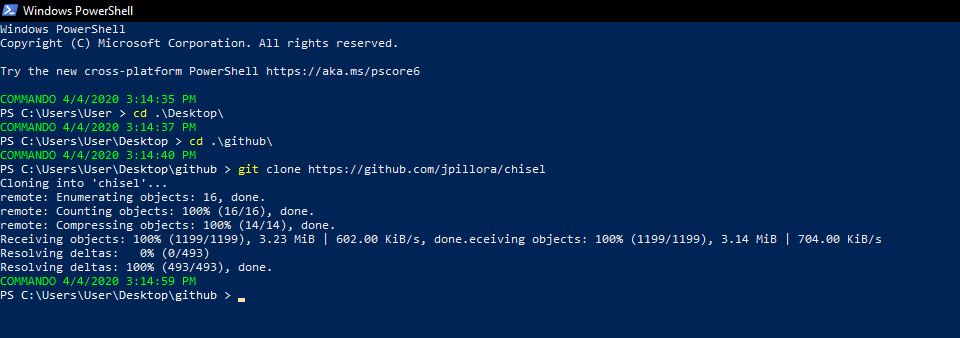 Windows PowerShell
Windows PowerShell
Copyright (C) Microsoft Corporation. All rights reserved.
Try the new cross-platform PowerShell https://aka.ms/pscore6
COMMANDO 4/4/2020 3:14:35 PM
PS C:\Users\User > cd .\Desktop\
COMMANDO 4/4/2020 3:14:37 PM
PS C:\Users\User\Desktop > cd .\github\
COMMANDO 4/4/2020 3:14:40 PM
PS C:\Users\User\Desktop\github > git clone https://github.com/jpillora/chisel
Cloning into 'chisel'...
remote: Enumerating objects: 16, done.
remote: Counting objects: 100% (16/16), done.
remote: Compressing objects: 100% (14/14), done.
Receiving objects: 100% (1199/1199), 3.23 MiB | 602.00 KiB/s, done.eceiving objects: 100% (1199/1199), 3.14 MiB | 704.00 KiB/s
Resolving deltas:   0% (0/493)
Resolving deltas: 100% (493/493), done.
COMMANDO 4/4/2020 3:14:59 PM
PS C:\Users\User\Desktop\github >